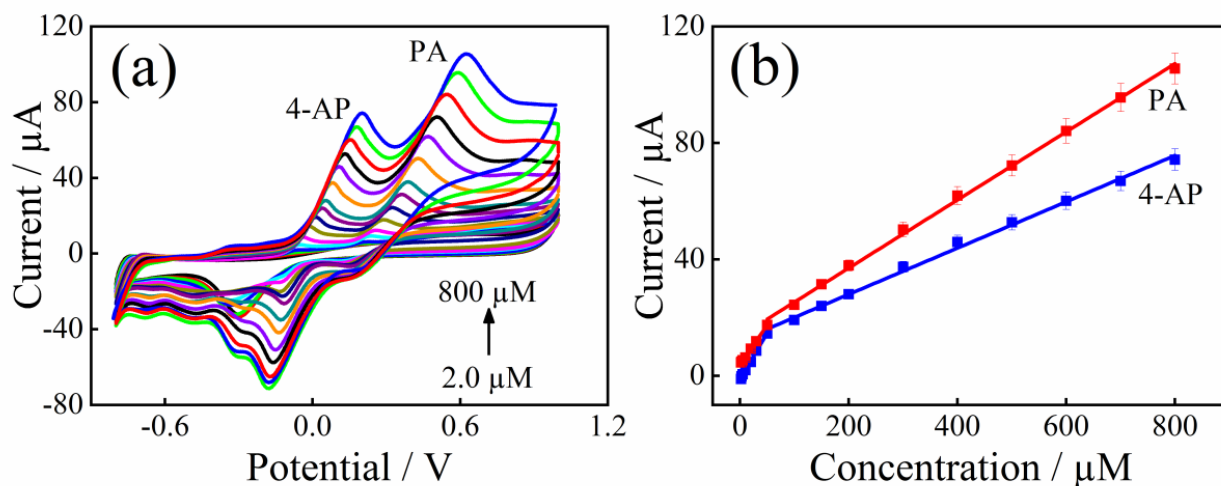 (a)
PA
4-AP
800 µM
2.0 µM
120
80
40
0
-40
-80
-0.6
0.0
0.6
1.2
Current / µA
Potential / V
(b)
PA
4-AP
120
80
40
0
0
200
400
600
800
Current / µA
Concentration / µM